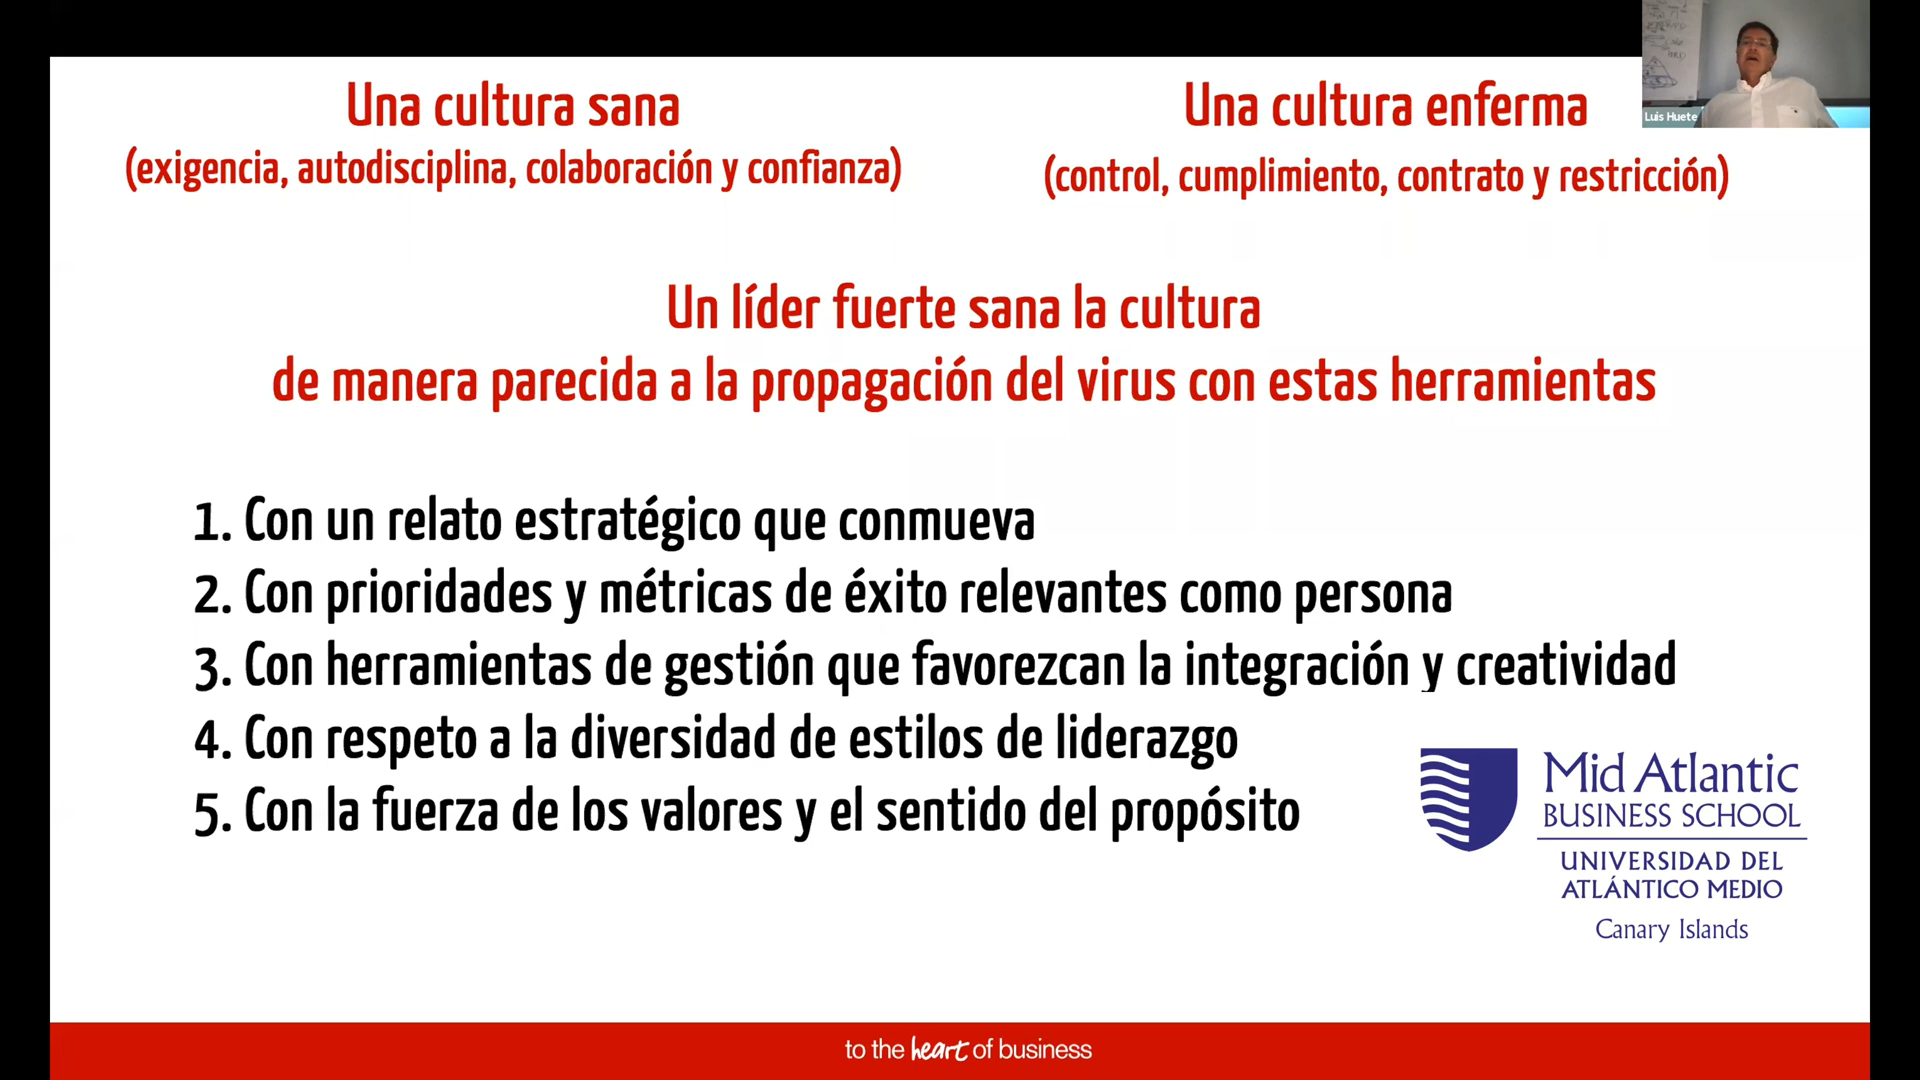 Una cultura sana
(exigencia, autodisciplina, colaboración y confianza)
Una cultura enferma
(control, cumplimiento, contrato y restricción)
Luis Huete
Un líder fuerte sana la cultura
de manera parecida a la propagación del virus con estas herramientas
1. Con un relato estratégico que conmueva
2. Con prioridades y métricas de éxito relevantes como persona
3. Con herramientas de gestión que favorezcan la integración y creatividad
4. Con respeto a la diversidad de estilos de liderazgo
5. Con la fuerza de los valores y el sentido del propósito
Mid Atlantic
BUSINESS SCHOOL
UNIVERSIDAD DEL
ATLÁNTICO MEDIO
Canary Islands
to the heart of business